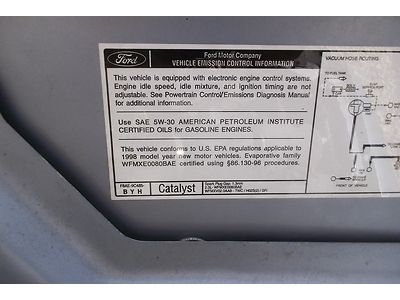 Ford
Ford Motor Company
VEHICLE EMISSION CONTROL INFORMATION
This vehicle is equipped with electronic engine control systems.
Engine idle speed, idle mixture, and ignition timing are not
adjustable. See Powertrain Control/Emissions Diagnosis Manual
for additional information.
Use SAE 5W-30 AMERICAN PETROLEUM INSTITUTE
CERTIFIED OILS for GASOLINE ENGINES.
This vehicle conforms to U.S. EPA regulations applicable to
1998 model year new motor vehicles. Evaporative family
WFMXE0080BAE certified using §86.130-96 procedures.
BYH
Catalyst
VACUUM HOSE ROUTING
TO FUEL TANK
FRONT OF VEHICLE